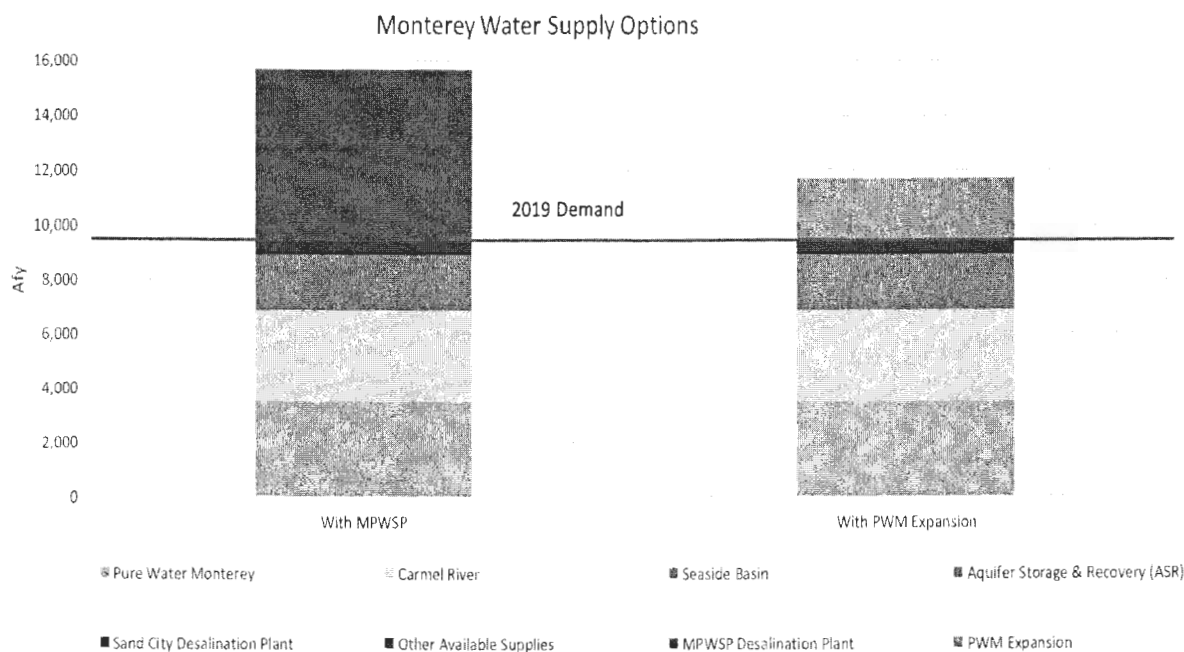 Monterey Water Supply Options
16,000
14,000
12,000
10,000
8,000
6,000
4,000
2,000
0
Afy
2019 Demand
With MPWSP
With PWM Expansion
Pure Water Monterey
Carmel River
Seaside Basin
Aquifer Storage & Recovery (ASR)
Sand City Desalination Plant
Other Available Supplies
MPWSP Desalination Plant
PWM Expansion